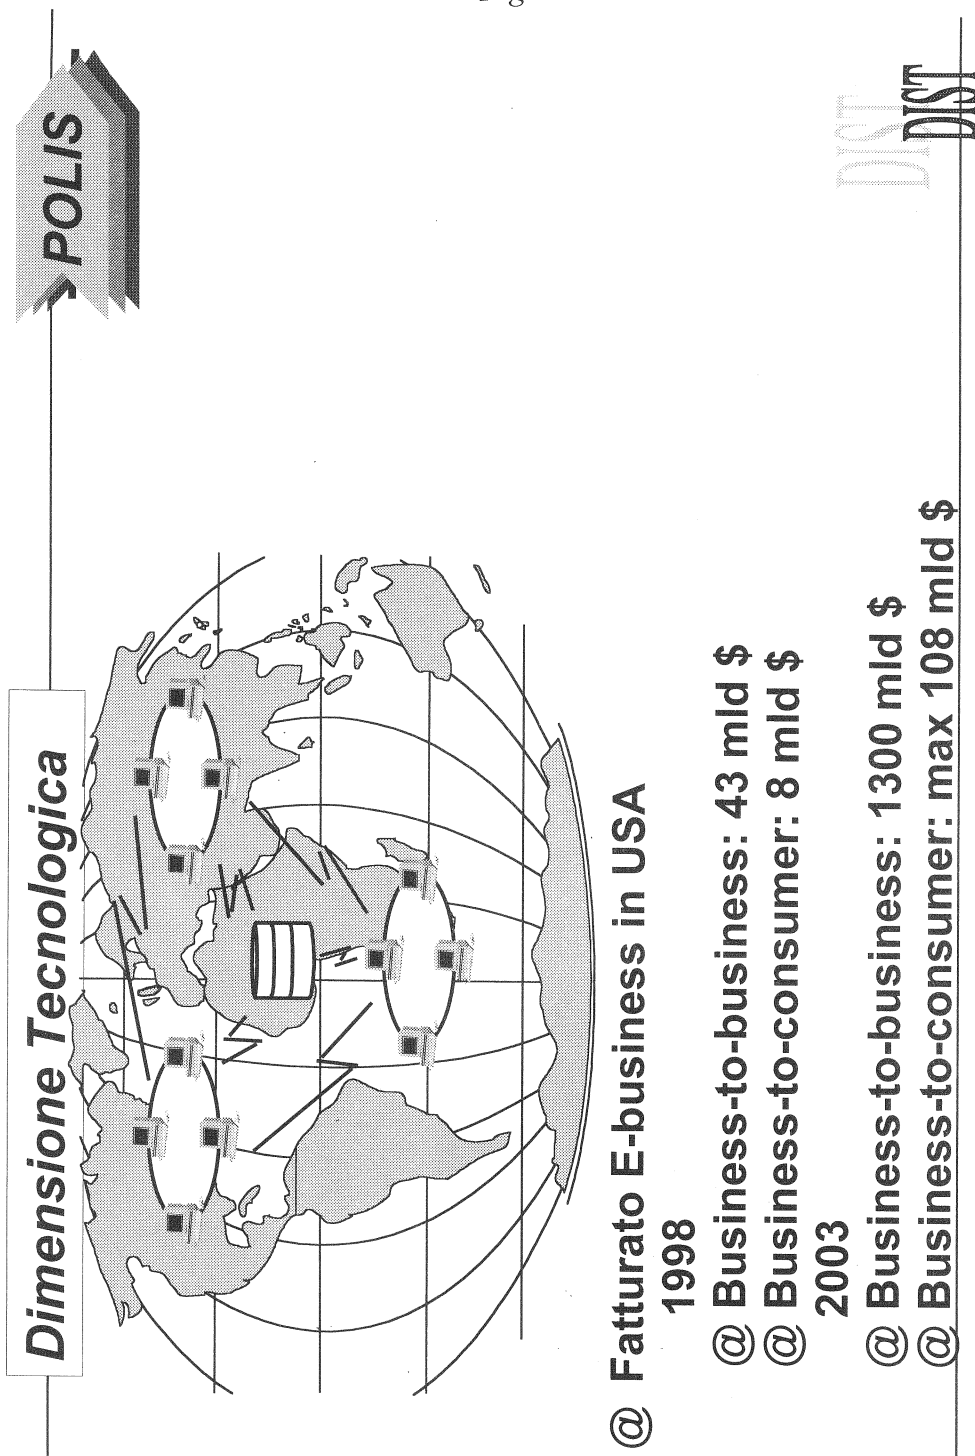 Dimensione Tecnologica
POLIS
@ Fatturato E-business in USA
1998
@ Business-to-business: 43 mld $
@ Business-to-consumer: 8 mld $
2003
@ Business-to-business: 1300 mld $
@ Business-to-consumer: max 108 mld $
DIST
DIST